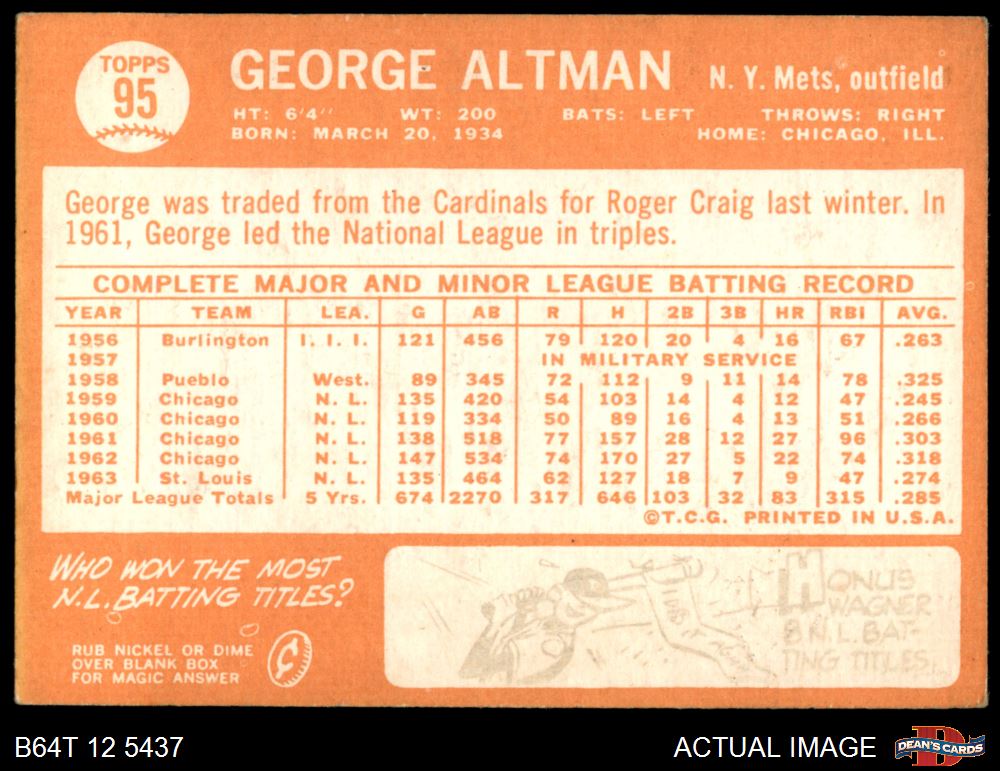 TOPPS
95
GEORGE ALTMAN N. Y. Mets, outfield
HT: 6'4'' WT: 200 BATS: LEFT THROWS: RIGHT
BORN: MARCH 20, 1934 HOME: CHICAGO, ILL.
George was traded from the Cardinals for Roger Craig last winter. In
1961, George led the National League in triples.
COMPLETE MAJOR AND MINOR LEAGUE BATTING RECORD
YEAR TEAM LEA. G AB R H 2B 3B HR RBI AVG.
1956 Burlington I. I. I. 121 456 79 120 20 4 16 67 .263
1957 IN MILITARY SERVICE
1958 Pueblo West. 89 345 72 112 9 11 14 78 .325
1959 Chicago N. L. 135 420 54 103 14 4 12 47 .245
1960 Chicago N. L. 119 334 50 89 16 4 13 51 .266
1961 Chicago N. L. 138 518 77 157 28 12 27 96 .303
1962 Chicago N. L. 147 534 74 170 27 5 22 74 .318
1963 St. Louis N. L. 135 464 62 127 18 7 9 47 .274
Major League Totals 5 Yrs. 674 2270 317 646 103 32 83 315 .285
©T.C.G. PRINTED IN U.S.A.
WHO WON THE MOST
N.L. BATTING TITLES?
RUB NICKEL OR DIME
OVER BLANK BOX
FOR MAGIC ANSWER
HONUS
WAGNER
8 N.L. BAT-
TING TITLES.
B64T 12 5437 ACTUAL IMAGE DEAN'S CARDS